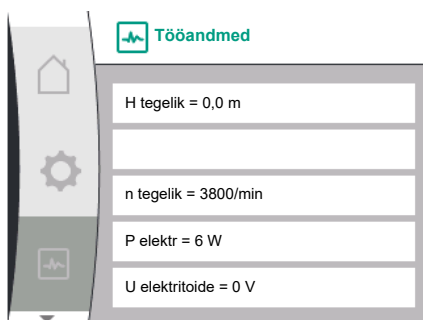 Tööandmed
H tegelik = 0,0 m
n tegelik = 3800/min
P elektr = 6 W
U elektritoide = 0 V